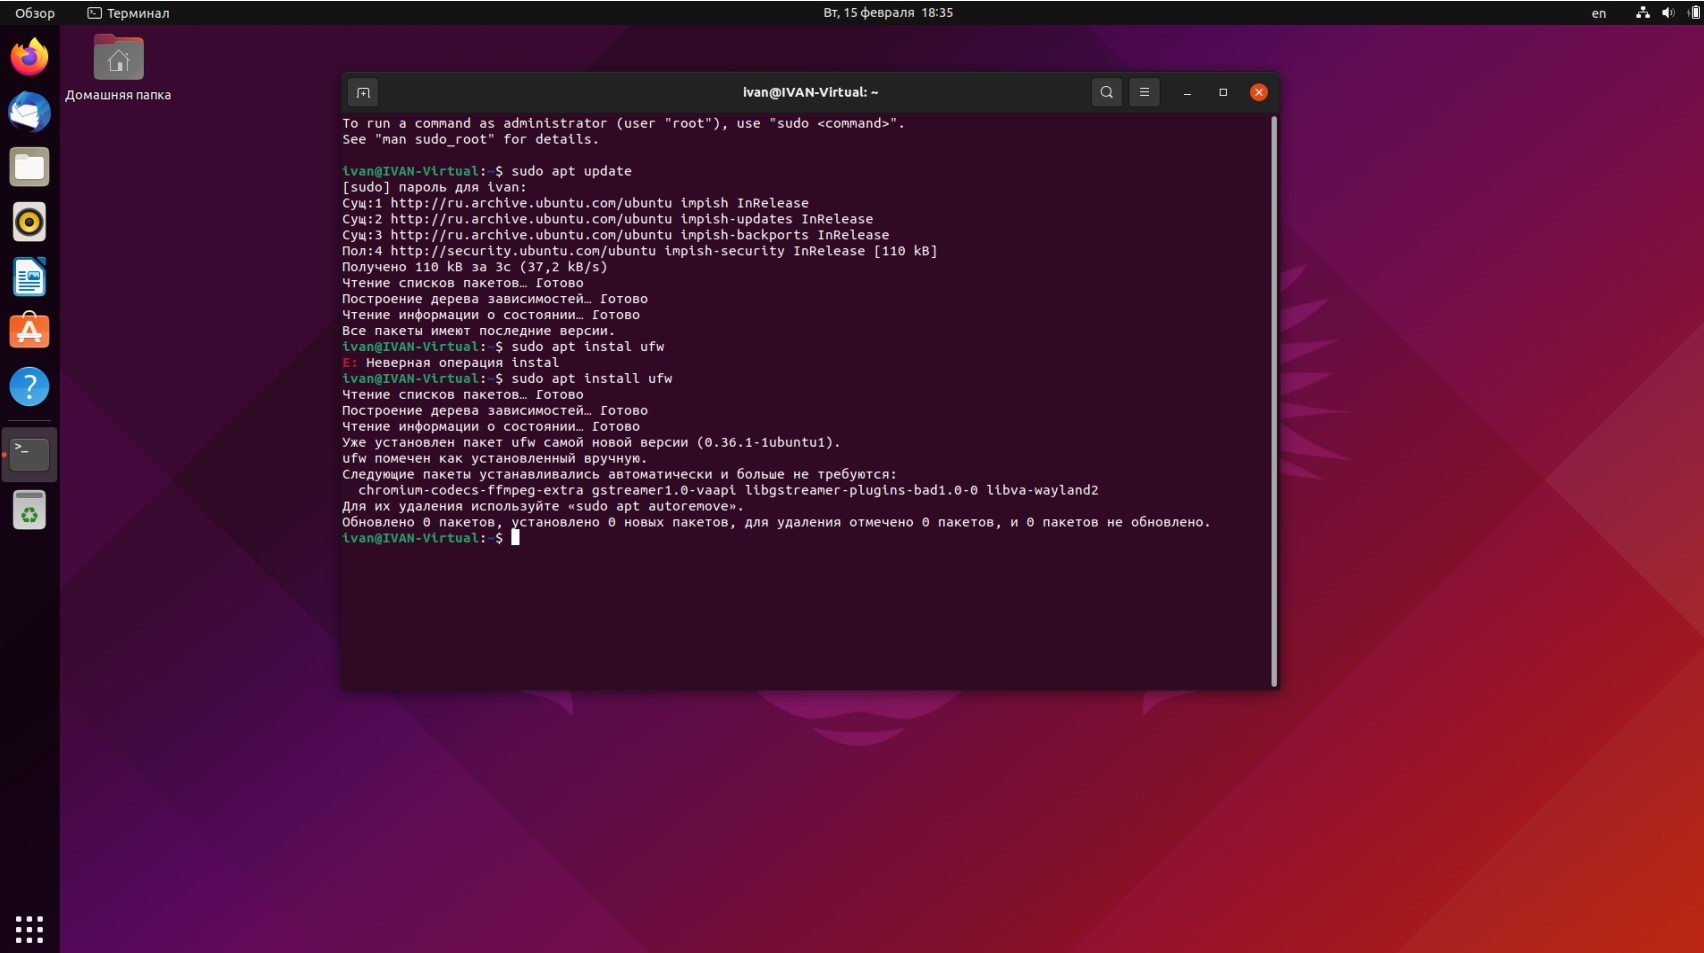 Обзор
Терминал
Вт, 15 февраля 18:35
en
Домашняя папка
ivan@IVAN-Virtual: ~
To run a command as administrator (user "root"), use "sudo <command>".
See "man sudo_root" for details.
ivan@IVAN-Virtual:~$ sudo apt update
[sudo] пароль для ivan:
Сущ:1 http://ru.archive.ubuntu.com/ubuntu impish InRelease
Сущ:2 http://ru.archive.ubuntu.com/ubuntu impish-updates InRelease
Сущ:3 http://ru.archive.ubuntu.com/ubuntu impish-backports InRelease
Пол:4 http://security.ubuntu.com/ubuntu impish-security InRelease [110 kB]
Получено 110 kB за 3с (37,2 kB/s)
Чтение списков пакетов… Готово
Построение дерева зависимостей… Готово
Чтение информации о состоянии… Готово
Все пакеты имеют последние версии.
ivan@IVAN-Virtual:~$ sudo apt instal ufw
E: Неверная операция instal
ivan@IVAN-Virtual:~$ sudo apt install ufw
Чтение списков пакетов… Готово
Построение дерева зависимостей… Готово
Чтение информации о состоянии… Готово
Уже установлен пакет ufw самой новой версии (0.36.1-1ubuntu1).
ufw помечен как установленный вручную.
Следующие пакеты устанавливались автоматически и больше не требуются:
chromium-codecs-ffmpeg-extra gstreamer1.0-vaapi libgstreamer-plugins-bad1.0-0 libva-wayland2
Для их удаления используйте «sudo apt autoremove».
Обновлено 0 пакетов, установлено 0 новых пакетов, для удаления отмечено 0 пакетов, и 0 пакетов не обновлено.
ivan@IVAN-Virtual:~$